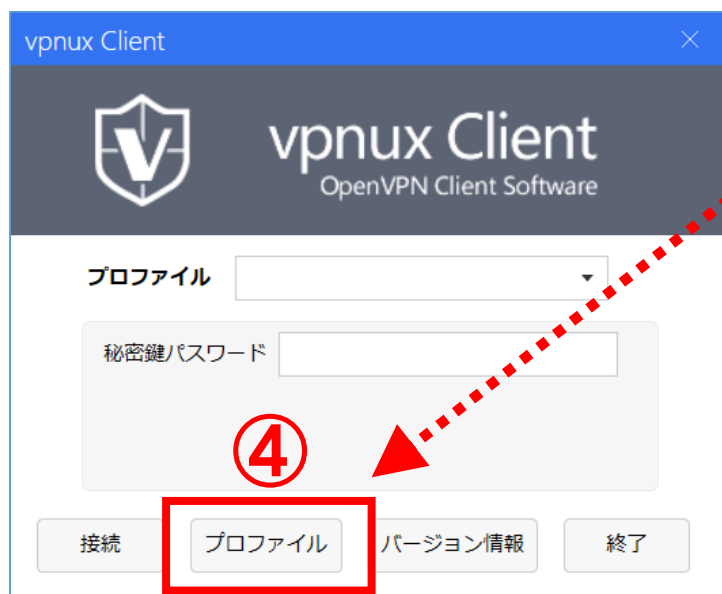 vpnux Client
vpnux Client
OpenVPN Client Software
プロファイル
秘密鍵パスワード
④
接続 プロファイル バージョン情報 終了